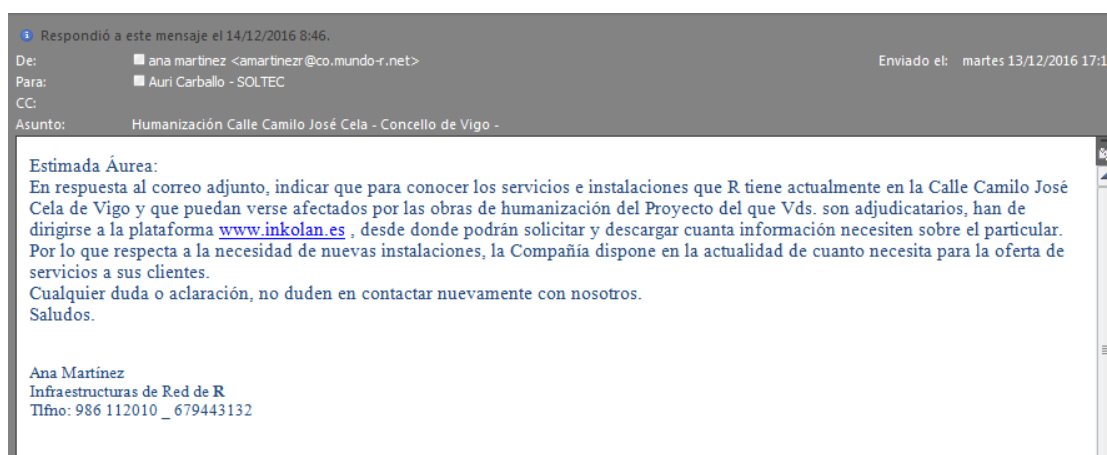 Respondió a este mensaje el 14/12/2016 8:46.
De: ana martinez <amartinezr@co.mundo-r.net> Enviado el: martes 13/12/2016 17:1
Para: Auri Carballo - SOLTEC
CC:
Asunto: Humanización Calle Camilo José Cela - Concello de Vigo -
Estimada Áurea:
En respuesta al correo adjunto, indicar que para conocer los servicios e instalaciones que R tiene actualmente en la Calle Camilo José
Cela de Vigo y que puedan verse afectados por las obras de humanización del Proyecto del que Vds. son adjudicatarios, han de
dirigirse a la plataforma www.inkolan.es , desde donde podrán solicitar y descargar cuanta información necesiten sobre el particular.
Por lo que respecta a la necesidad de nuevas instalaciones, la Compañía dispone en la actualidad de cuanto necesita para la oferta de
servicios a sus clientes.
Cualquier duda o aclaración, no duden en contactar nuevamente con nosotros.
Saludos.
Ana Martínez
Infraestructuras de Red de R
Tlfno: 986 112010 _ 679443132